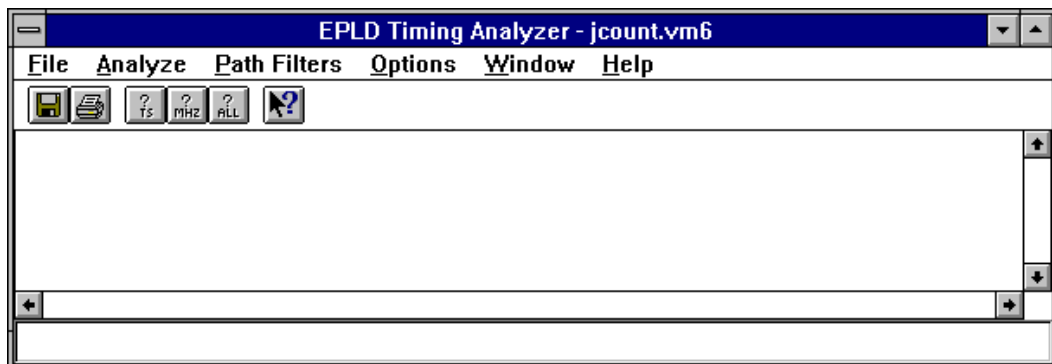 EPLD Timing Analyzer - jcount.vm6
File Analyze Path Filters Options Window Help
? TS ? MHZ ? ALL ?